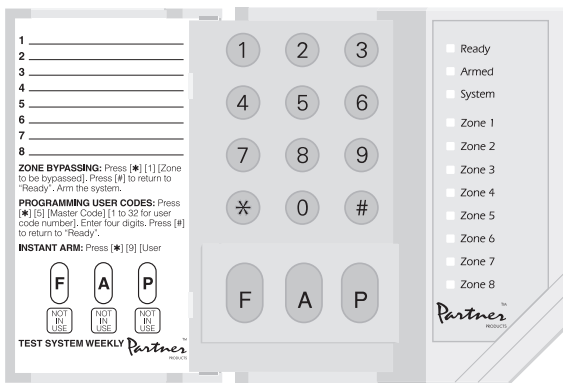 1
2
3
4
5
6
7
8
ZONE BYPASSING: Press [✱] [1] [Zone
to be bypassed]. Press [#] to return to
"Ready". Arm the system.
PROGRAMMING USER CODES: Press
[✱] [5] [Master Code] [1 to 32 for user
code number]. Enter four digits. Press [#]
to return to "Ready".
INSTANT ARM: Press [✱] [9] [User
F A P
NOT IN USE NOT IN USE NOT IN USE
TEST SYSTEM WEEKLY Partner™
PRODUCTS
1 2 3
4 5 6
7 8 9
* 0 #
F A P
Ready
Armed
System
Zone 1
Zone 2
Zone 3
Zone 4
Zone 5
Zone 6
Zone 7
Zone 8
Partner™
PRODUCTS